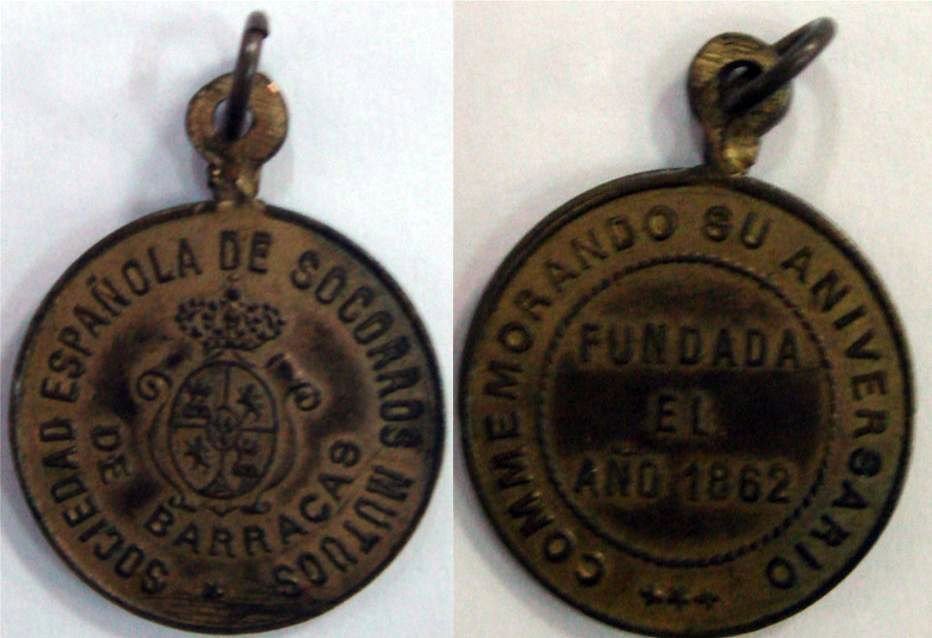 SOCIEDAD ESPAÑOLA DE SOCORROS MUTUOS
DE BARRACAS
COMMEMORANDO SU ANIVERSARIO
FUNDADA
EL
AÑO 1862